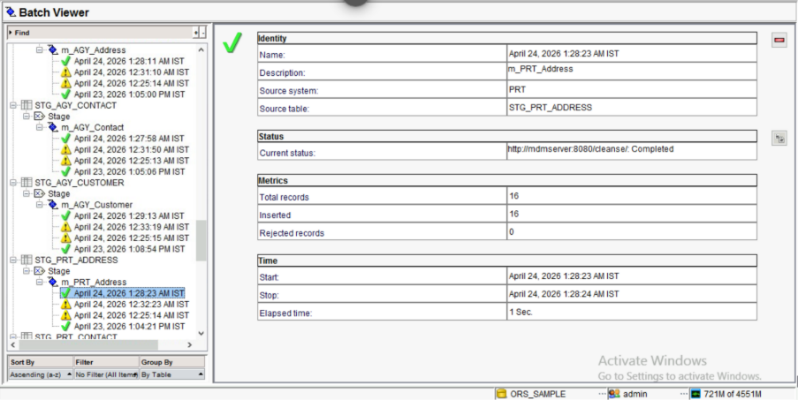 Batch Viewer
Find
m_AGY_Address
April 24, 2026 1:28:11 AM IST
April 24, 2026 12:31:10 AM IST
April 24, 2026 12:25:14 AM IST
April 23, 2026 1:05:00 PM IST
STG_AGY_CONTACT
Stage
m_AGY_Contact
April 24, 2026 1:27:58 AM IST
April 24, 2026 12:31:50 AM IST
April 24, 2026 12:25:13 AM IST
April 23, 2026 1:05:06 PM IST
STG_AGY_CUSTOMER
Stage
m_AGY_Customer
April 24, 2026 1:29:13 AM IST
April 24, 2026 12:33:19 AM IST
April 24, 2026 12:25:15 AM IST
April 23, 2026 1:08:54 PM IST
STG_PRT_ADDRESS
Stage
m_PRT_Address
April 24, 2026 1:28:23 AM IST
April 24, 2026 12:32:23 AM IST
April 24, 2026 12:25:14 AM IST
April 23, 2026 1:04:21 PM IST
STG_PRT_CONTACT
Sort By Filter Group By
Ascending (a-z) No Filter (All Items) By Table
Identity
Name: April 24, 2026 1:28:23 AM IST
Description: m_PRT_Address
Source system: PRT
Source table: STG_PRT_ADDRESS
Status
Current status: http://mdmserver:8080/cleanse/: Completed
Metrics
Total records 16
Inserted 16
Rejected records 0
Time
Start: April 24, 2026 1:28:23 AM IST
Stop: April 24, 2026 1:28:24 AM IST
Elapsed time: 1 Sec.
Activate Windows
Go to Settings to activate Windows.
ORS_SAMPLE admin 721M of 4551M